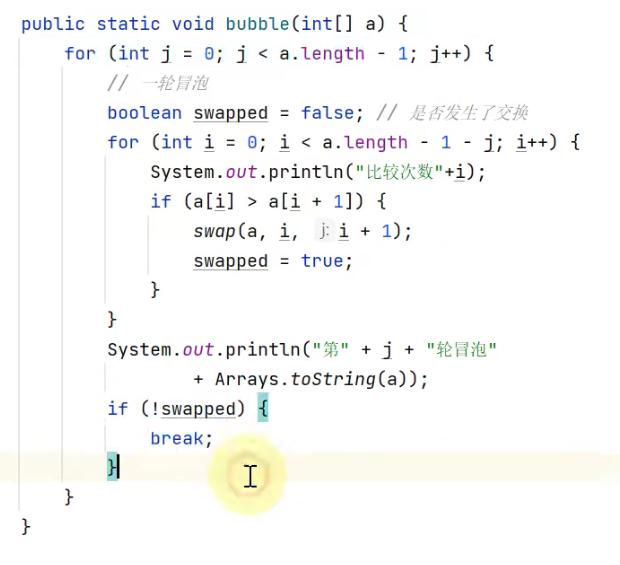 public static void bubble(int[] a) {
for (int j = 0; j < a.length - 1; j++) {
// 一轮冒泡
boolean swapped = false; // 是否发生了交换
for (int i = 0; i < a.length - 1 - j; i++) {
System.out.println("比较次数"+i);
if (a[i] > a[i + 1]) {
swap(a, i, j: i + 1);
swapped = true;
}
}
System.out.println("第" + j + "轮冒泡"
+ Arrays.toString(a));
if (!swapped) {
break;
}
}
}